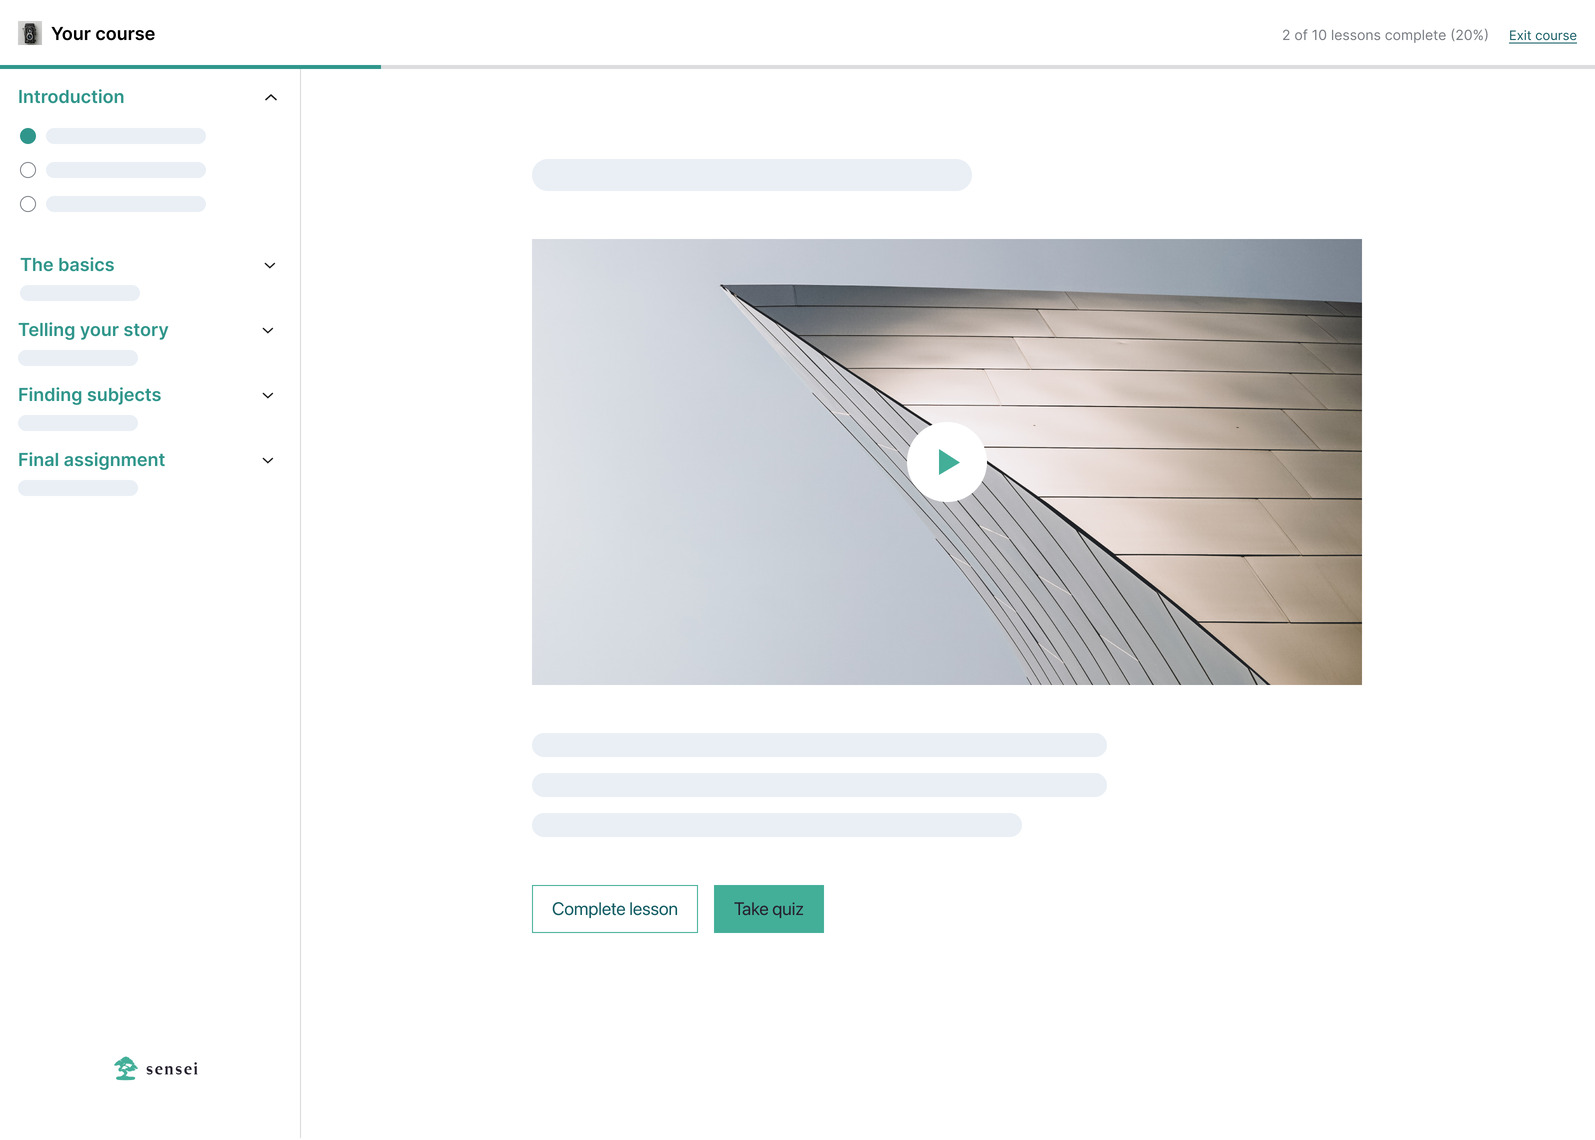 Your course
2 of 10 lessons complete (20%)
Exit course
Introduction
The basics
Telling your story
Finding subjects
Final assignment
Complete lesson
Take quiz
sensei